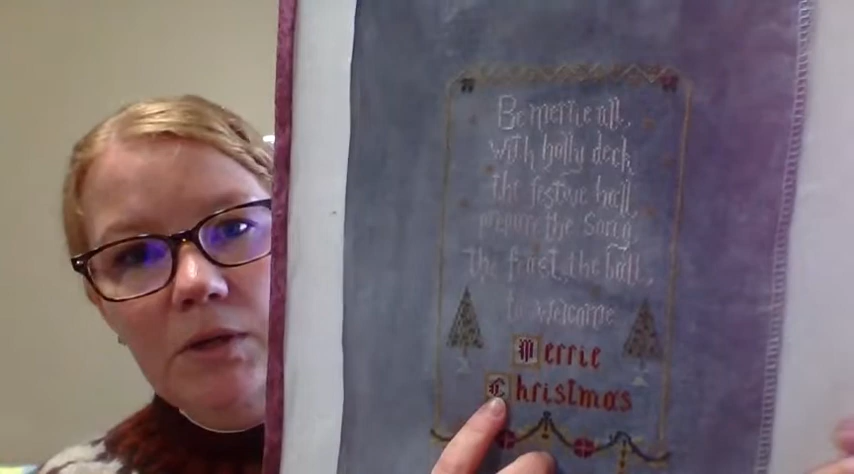 Be merrie all,
with holly deck
the festive hall,
prepare the song,
the feast, the ball,
to welcome
Merrie
Christmas